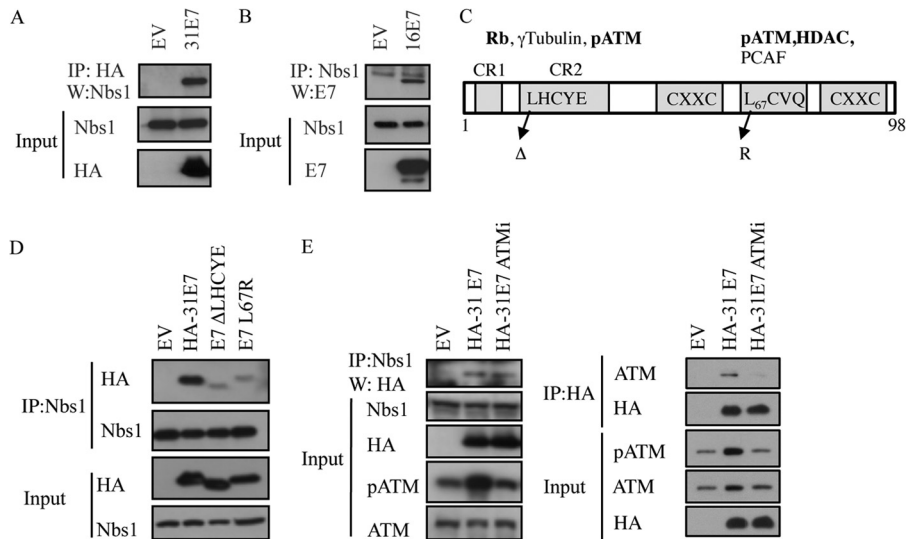 A
EV
31E7
IP: HA
W:Nbs1
Nbs1
Input
HA
B
EV
16E7
IP: Nbs1
W:E7
Nbs1
Input
E7
C
Rb, γTubulin, pATM
pATM,HDAC,
PCAF
CR1
CR2
LHCYE
CXXC
L67CVQ
CXXC
1
98
Δ
R
D
EV
HA-31E7
E7 ΔLHCYE
E7 L67R
HA
IP:Nbs1
Nbs1
HA
Input
Nbs1
E
EV
HA-31 E7
HA-31E7 ATMi
IP:Nbs1
W: HA
Nbs1
HA
Input
pATM
ATM
EV
HA-31 E7
HA-31E7 ATMi
ATM
IP:HA
HA
pATM
Input
ATM
HA